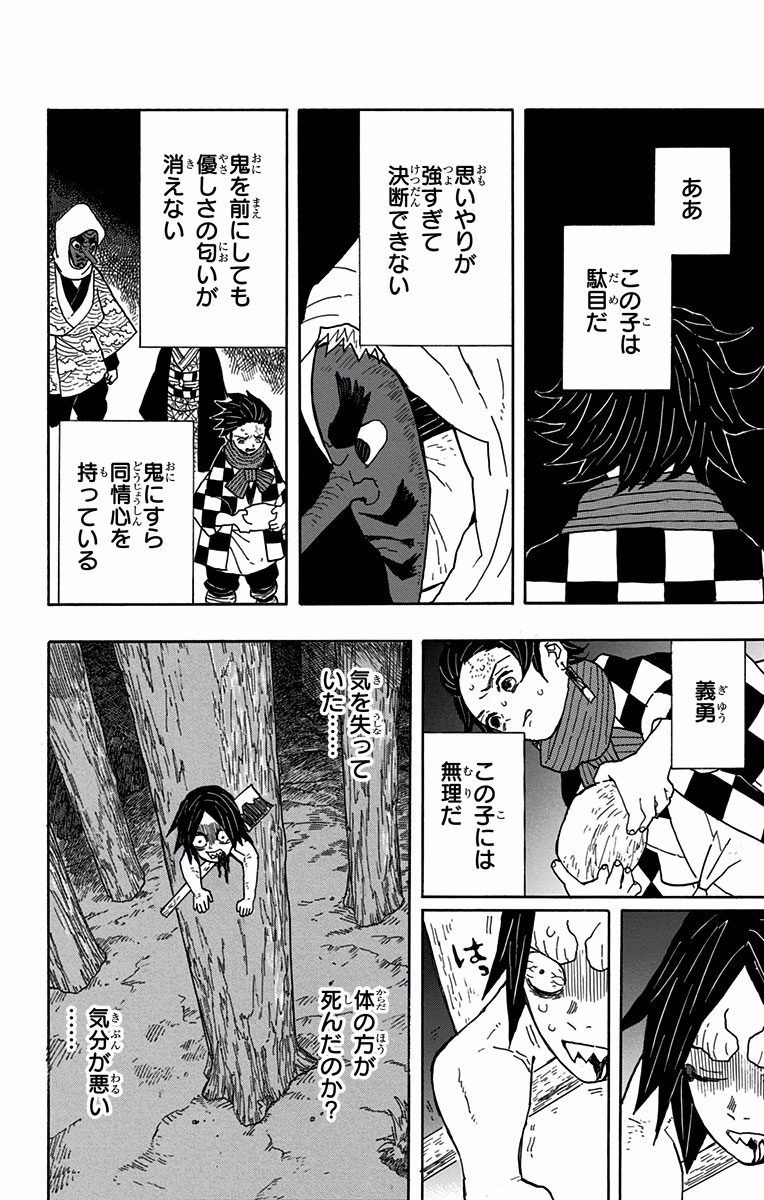 ああ
この子は
駄目だ
思いやりが
強すぎて
決断できない
鬼を前にしても
優しさの匂いが
消えない
鬼にすら
同情心を
持っている
義勇
この子には
無理だ
はっ
気を失って
いた……
体の方が
死んだのか?
気分が悪い
……